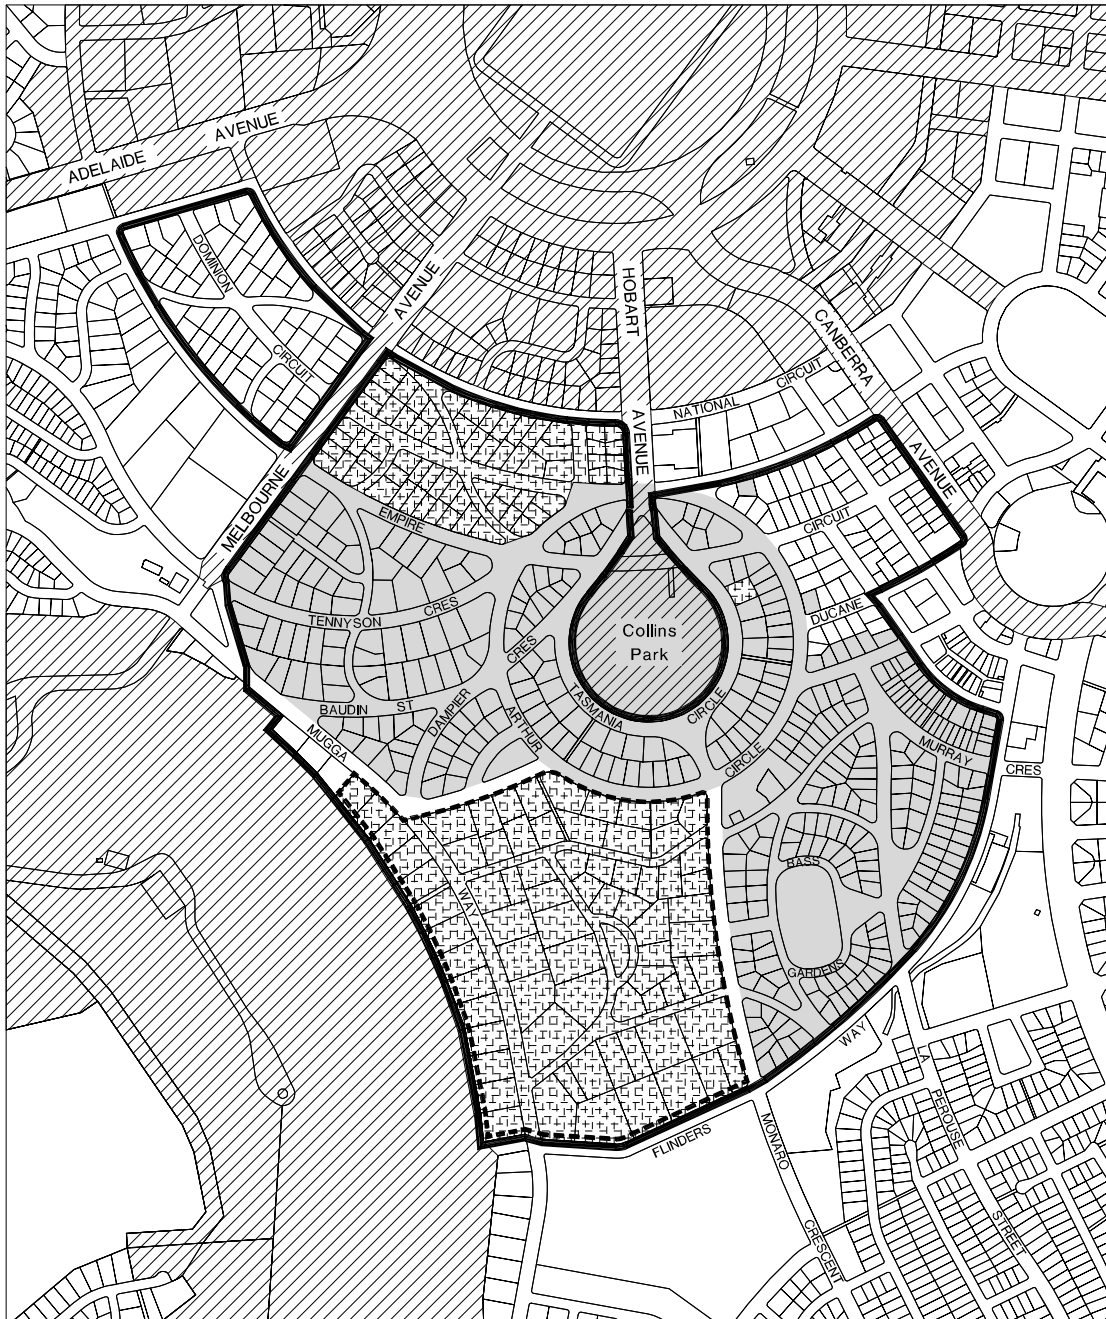 ADELAIDE AVENUE
DOMINION
CIRCUIT
AVENUE
HOBART
CANBERRA
CIRCUIT
NATIONAL
AVENUE
AVENUE
MELBOURNE
EMPIRE
CIRCUIT
DUCANE
TENNYSON CRES
CRES
Collins
Park
BAUDIN ST
DAMPIER
ARTHUR
TASMANIA
CIRCLE
MUGGA
CIRCLE
MURRAY
CRES
BASS
WAY
GARDENS
WAY
LA
PEROUSE
FLINDERS
MONARO
STREET
CRESCENT